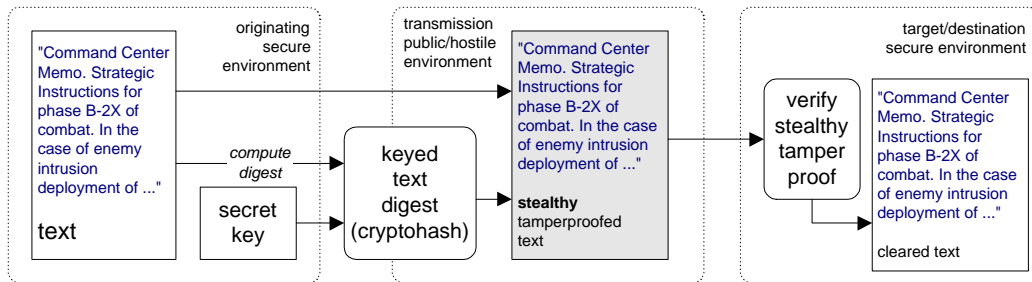 originating
secure
environment
"Command Center
Memo. Strategic
Instructions for
phase B-2X of
combat. In the
case of enemy
intrusion
deployment of ..."
text
compute
digest
secret
key
transmission
public/hostile
environment
keyed
text
digest
(cryptohash)
"Command Center
Memo. Strategic
Instructions for
phase B-2X of
combat. In the case
of enemy intrusion
deployment of ..."
stealthy
tamperproofed
text
target/destination
secure environment
verify
stealthy
tamper
proof
"Command Center
Memo. Strategic
Instructions for
phase B-2X of
combat. In the case
of enemy intrusion
deployment of ..."
cleared text